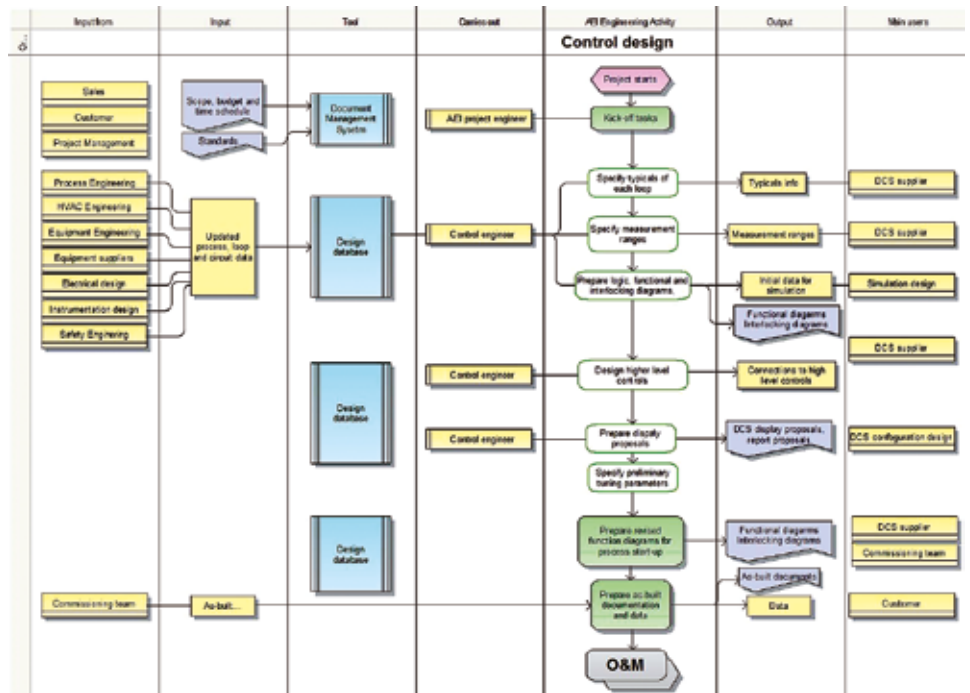 Input from
Input
Tool
Carries out
AEI Engineering Activity
Output
Main users
Control design
Sales
Customer
Project Management
Scope, budget and
time schedule
Standards
Document
Management
System
AEI project engineer
Project starts
Kick-off tasks
Process Engineering
HVAC Engineering
Equipment Engineering
Equipment suppliers
Electrical design
Instrumentation design
Safety Enginering
Updated
process, loop
and circuit data
Design
database
Control engineer
Specify typicals of
each loop
Specify measurement
ranges
Prepare logic, functional and
interlocking diagrams.
Typicals info
DCS supplier
Measurement ranges
DCS supplier
Initial data for
simulation
Simulation design
Functional diagarms
Interlocking diagrams
DCS supplier
Design
database
Control engineer
Design higher level
controls
Connections to high
level controls
Control engineer
Prepare display
proposals
DCS display proposals,
report proposals
DCS configuration design
Specify preliminary
tuning parameters
Design
database
Prepare revised
function diagrams for
process start-up
Functional diagarms
Interlocking diagrams
DCS supplier
Commissioning team
Commissioning team
As-built...
Prepare as-built
documentation
and data
As-built documents
Data
Customer
O&M